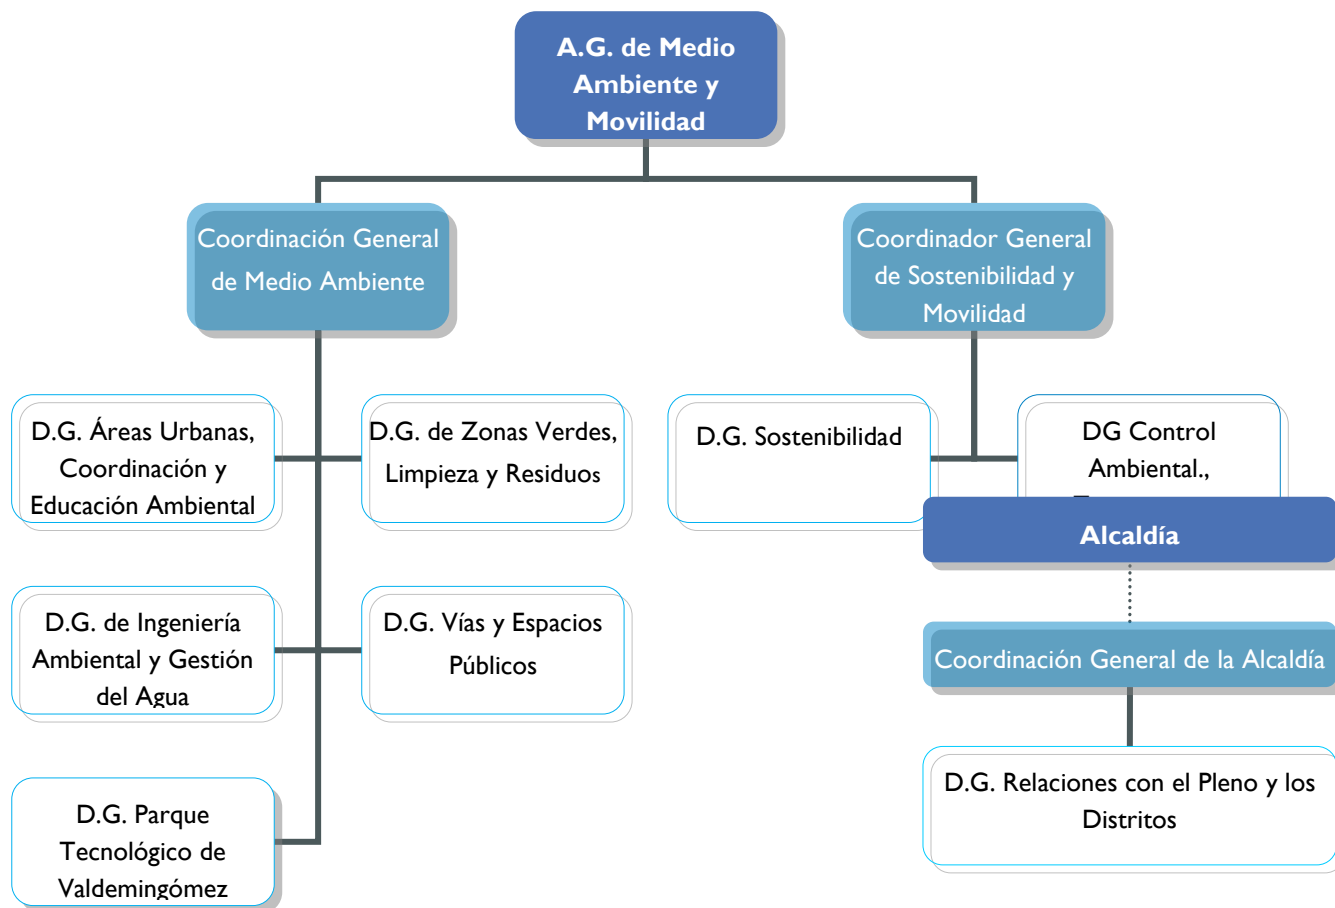 A.G. de Medio
Ambiente y
Movilidad
Coordinación General
de Medio Ambiente
Coordinador General
de Sostenibilidad y
Movilidad
D.G. Áreas Urbanas,
Coordinación y
Educación Ambiental
D.G. de Zonas Verdes,
Limpieza y Residuos
D.G. Sostenibilidad
DG Control
Ambiental.,
Alcaldía
D.G. de Ingeniería
Ambiental y Gestión
del Agua
D.G. Vías y Espacios
Públicos
Coordinación General de la Alcaldía
D.G. Parque
Tecnológico de
Valdemingómez
D.G. Relaciones con el Pleno y los
Distritos